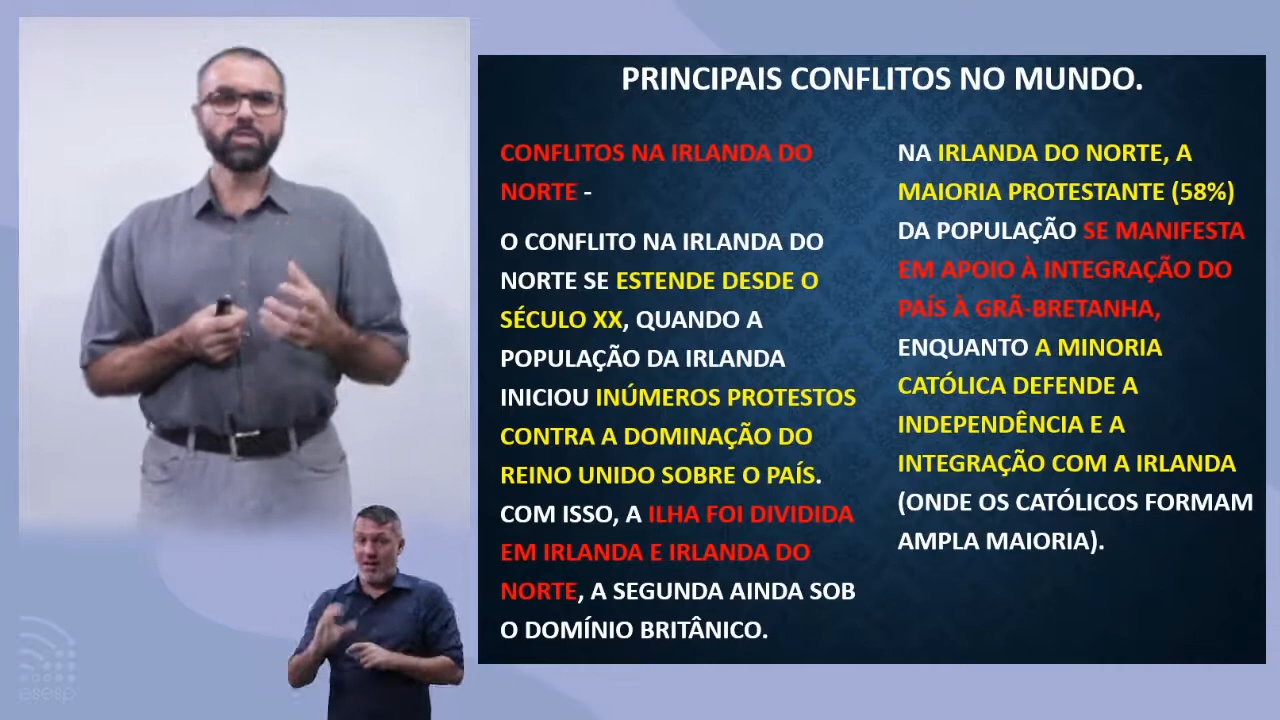 PRINCIPAIS CONFLITOS NO MUNDO.
CONFLITOS NA IRLANDA DO
NORTE -
O CONFLITO NA IRLANDA DO
NORTE SE ESTENDE DESDE O
SÉCULO XX, QUANDO A
POPULAÇÃO DA IRLANDA
INICIOU INÚMEROS PROTESTOS
CONTRA A DOMINAÇÃO DO
REINO UNIDO SOBRE O PAÍS.
COM ISSO, A ILHA FOI DIVIDIDA
EM IRLANDA E IRLANDA DO
NORTE, A SEGUNDA AINDA SOB
O DOMÍNIO BRITÂNICO.
NA IRLANDA DO NORTE, A
MAIORIA PROTESTANTE (58%)
DA POPULAÇÃO SE MANIFESTA
EM APOIO À INTEGRAÇÃO DO
PAÍS À GRÃ-BRETANHA,
ENQUANTO A MINORIA
CATÓLICA DEFENDE A
INDEPENDÊNCIA E A
INTEGRAÇÃO COM A IRLANDA
(ONDE OS CATÓLICOS FORMAM
AMPLA MAIORIA).
esesp